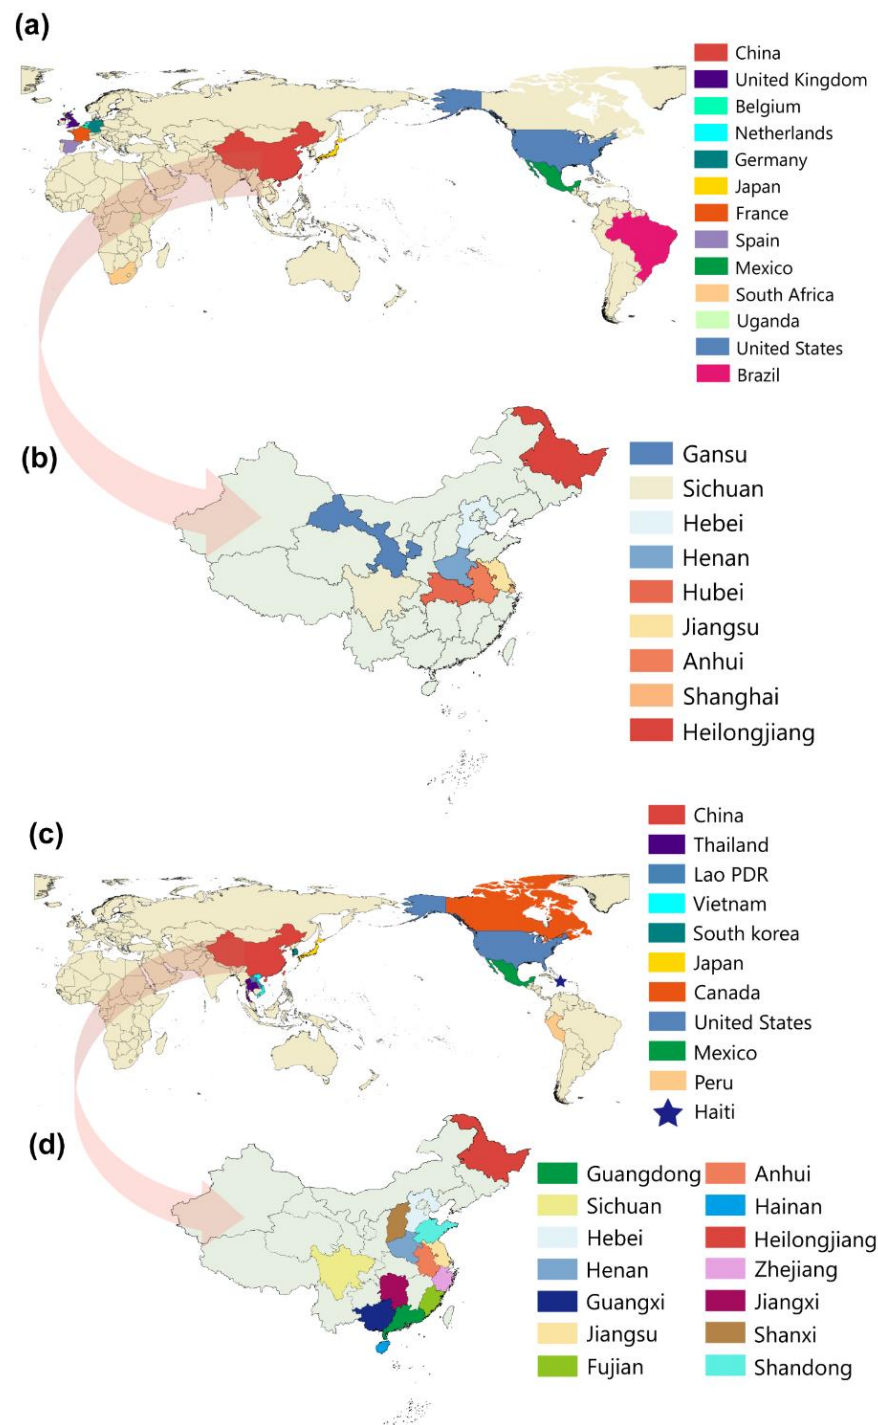 (a)
China
United Kingdom
Belgium
Netherlands
Germany
Japan
France
Spain
Mexico
South Africa
Uganda
United States
Brazil
(b)
Gansu
Sichuan
Hebei
Henan
Hubei
Jiangsu
Anhui
Shanghai
Heilongjiang
(c)
China
Thailand
Lao PDR
Vietnam
South korea
Japan
Canada
United States
Mexico
Peru
Haiti
(d)
Guangdong Anhui
Sichuan Hainan
Hebei Heilongjiang
Henan Zhejiang
Guangxi Jiangxi
Jiangsu Shanxi
Fujian Shandong